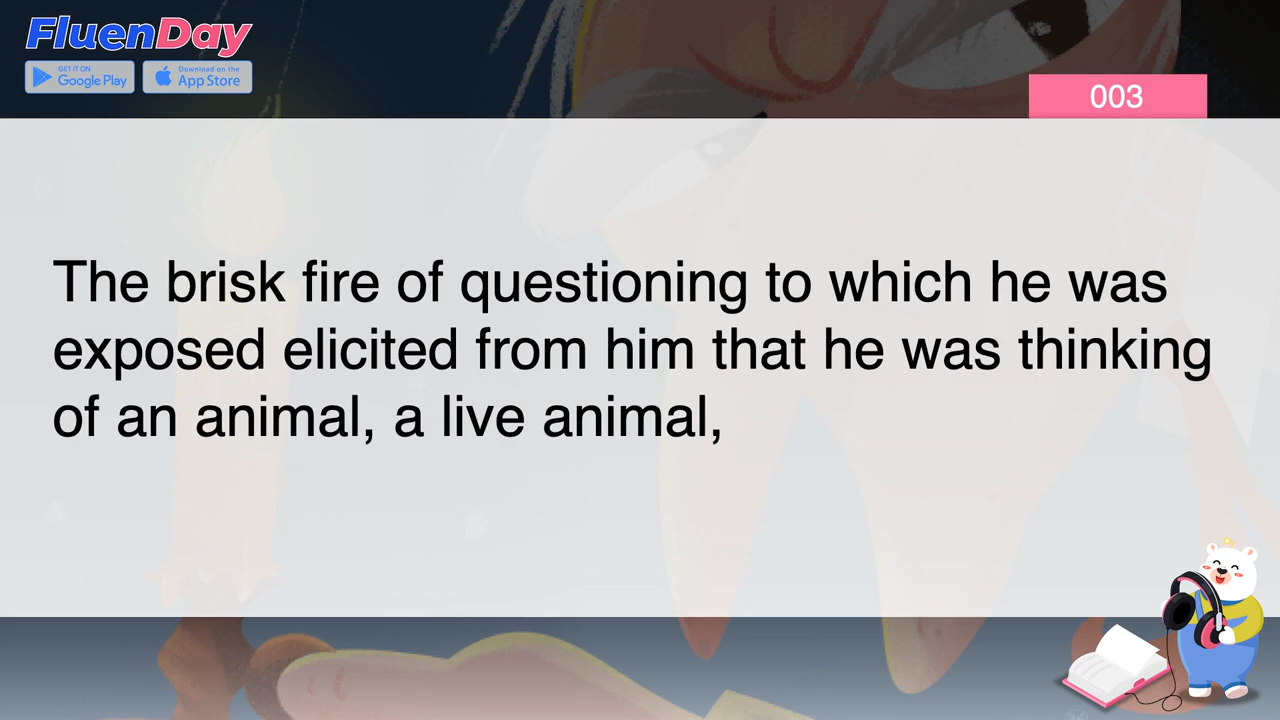 FluenDay
GET IT ON
Google Play
Download on the
App Store
003
The brisk fire of questioning to which he was
exposed elicited from him that he was thinking
of an animal, a live animal,